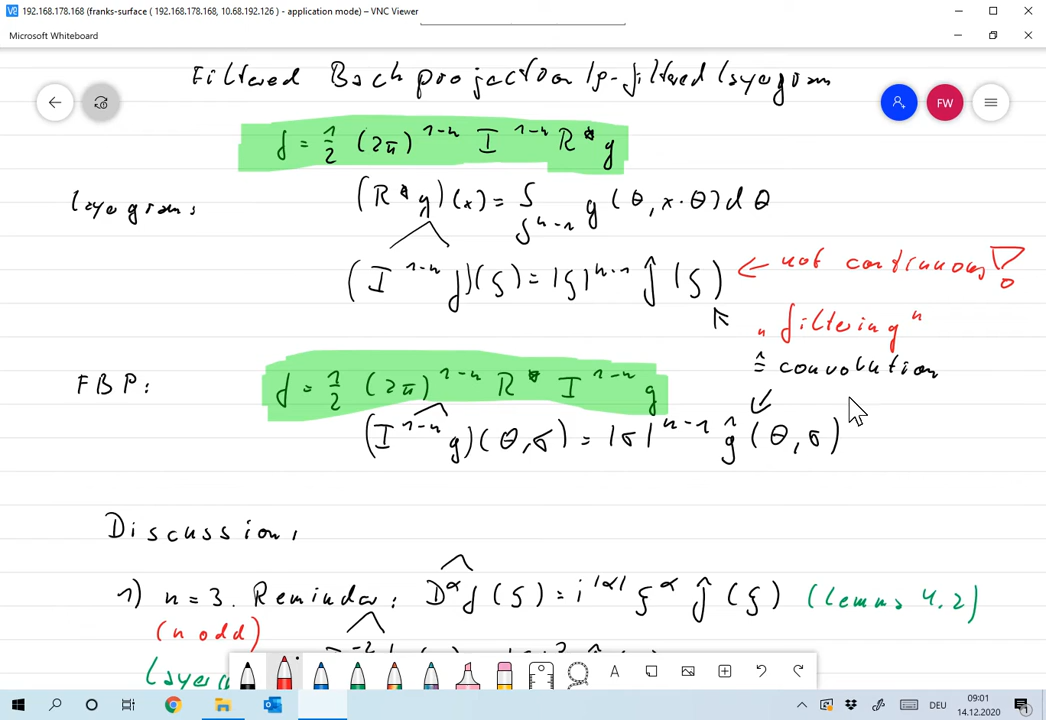 192.168.178.168 (franks-surface ( 192.168.178.168, 10.68.192.126 ) - application mode) - VNC Viewer
Microsoft Whiteboard
Filtered Backprojection / ρ-filtered layergram
FW
f = 1/2 (2π)^{1-n} I^{1-n} R* g
layergram:
(R* g)(x) = ∫_{S^{n-1}} g(θ, x·θ) dθ
(I^{1-n} f)^(ξ) = |ξ|^{n-1} f̂(ξ) ← not continuous!
"filtering"
≙ convolution
FBP:
f = 1/2 (2π)^{1-n} R* I^{1-n} g
(I^{1-n} g)^(θ,σ) = |σ|^{n-1} ĝ(θ,σ)
Discussion:
1) n=3. Reminder: D^α f(ξ) = i^{|α|} ξ^α f̂(ξ) (Lemma 4.2)
(n odd)
A
DEU
09:01
14.12.2020